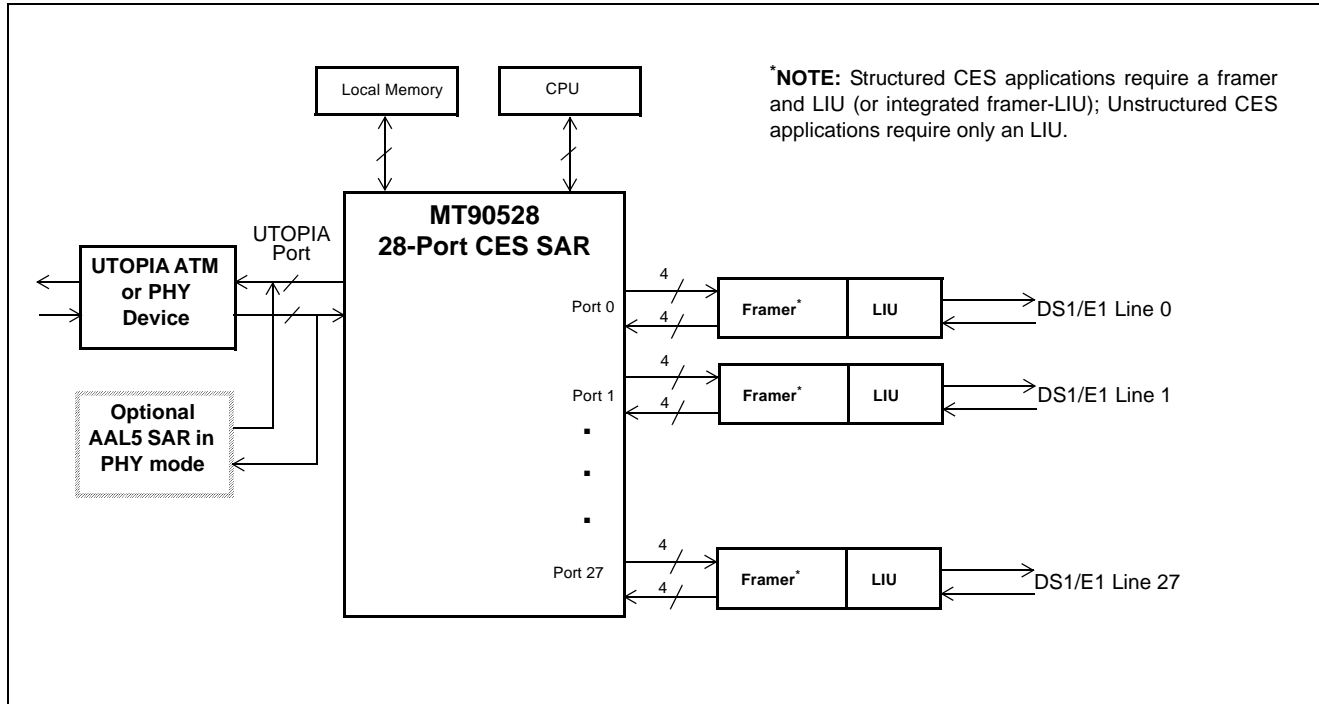 Local Memory
CPU
*NOTE: Structured CES applications require a framer
and LIU (or integrated framer-LIU); Unstructured CES
applications require only an LIU.
MT90528
28-Port CES SAR
UTOPIA
Port
UTOPIA ATM
or PHY
Device
Optional
AAL5 SAR in
PHY mode
Port 0
4
4
Framer*
LIU
DS1/E1 Line 0
Port 1
4
4
Framer*
LIU
DS1/E1 Line 1
Port 27
4
4
Framer*
LIU
DS1/E1 Line 27